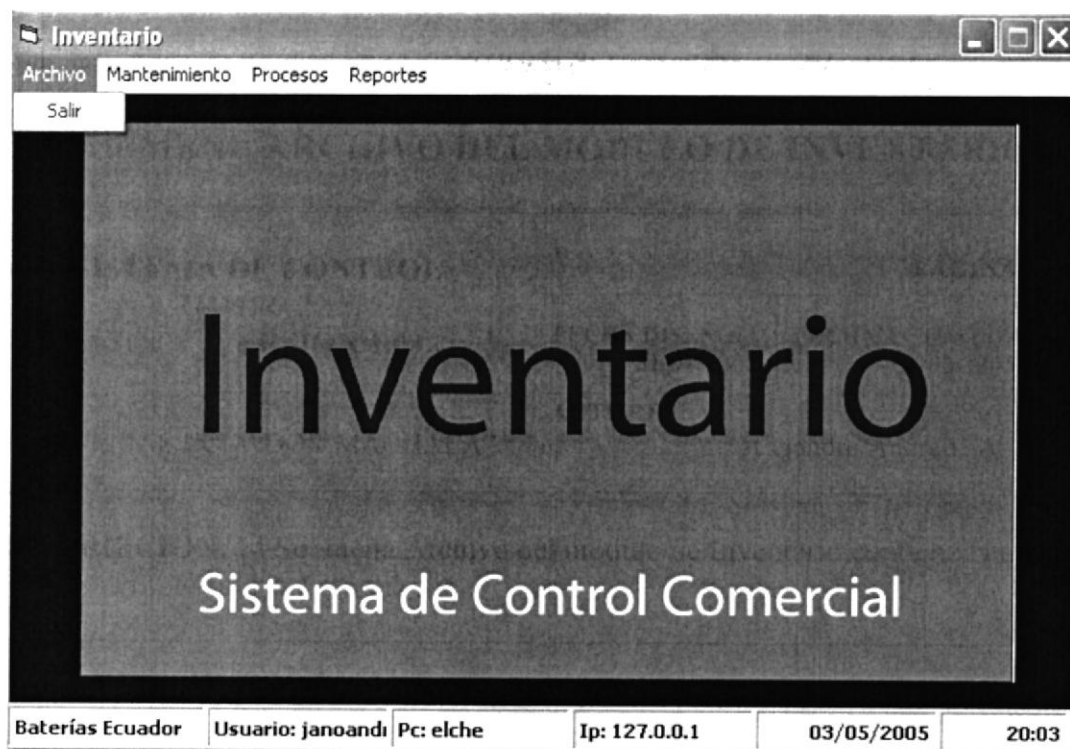 Inventario
Archivo Mantenimiento Procesos Reportes
Salir
Inventario
Sistema de Control Comercial
Baterías Ecuador Usuario: janoand Pc: elche Ip: 127.0.0.1 03/05/2005 20:03